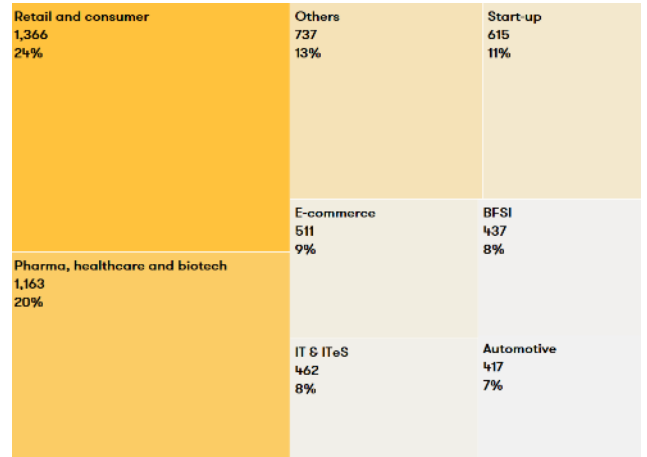 Retail and consumer
1,366
24%
Others
737
13%
Start-up
615
11%
E-commerce
511
9%
BFSI
437
8%
Pharma, healthcare and biotech
1,163
20%
IT & ITeS
462
8%
Automotive
417
7%